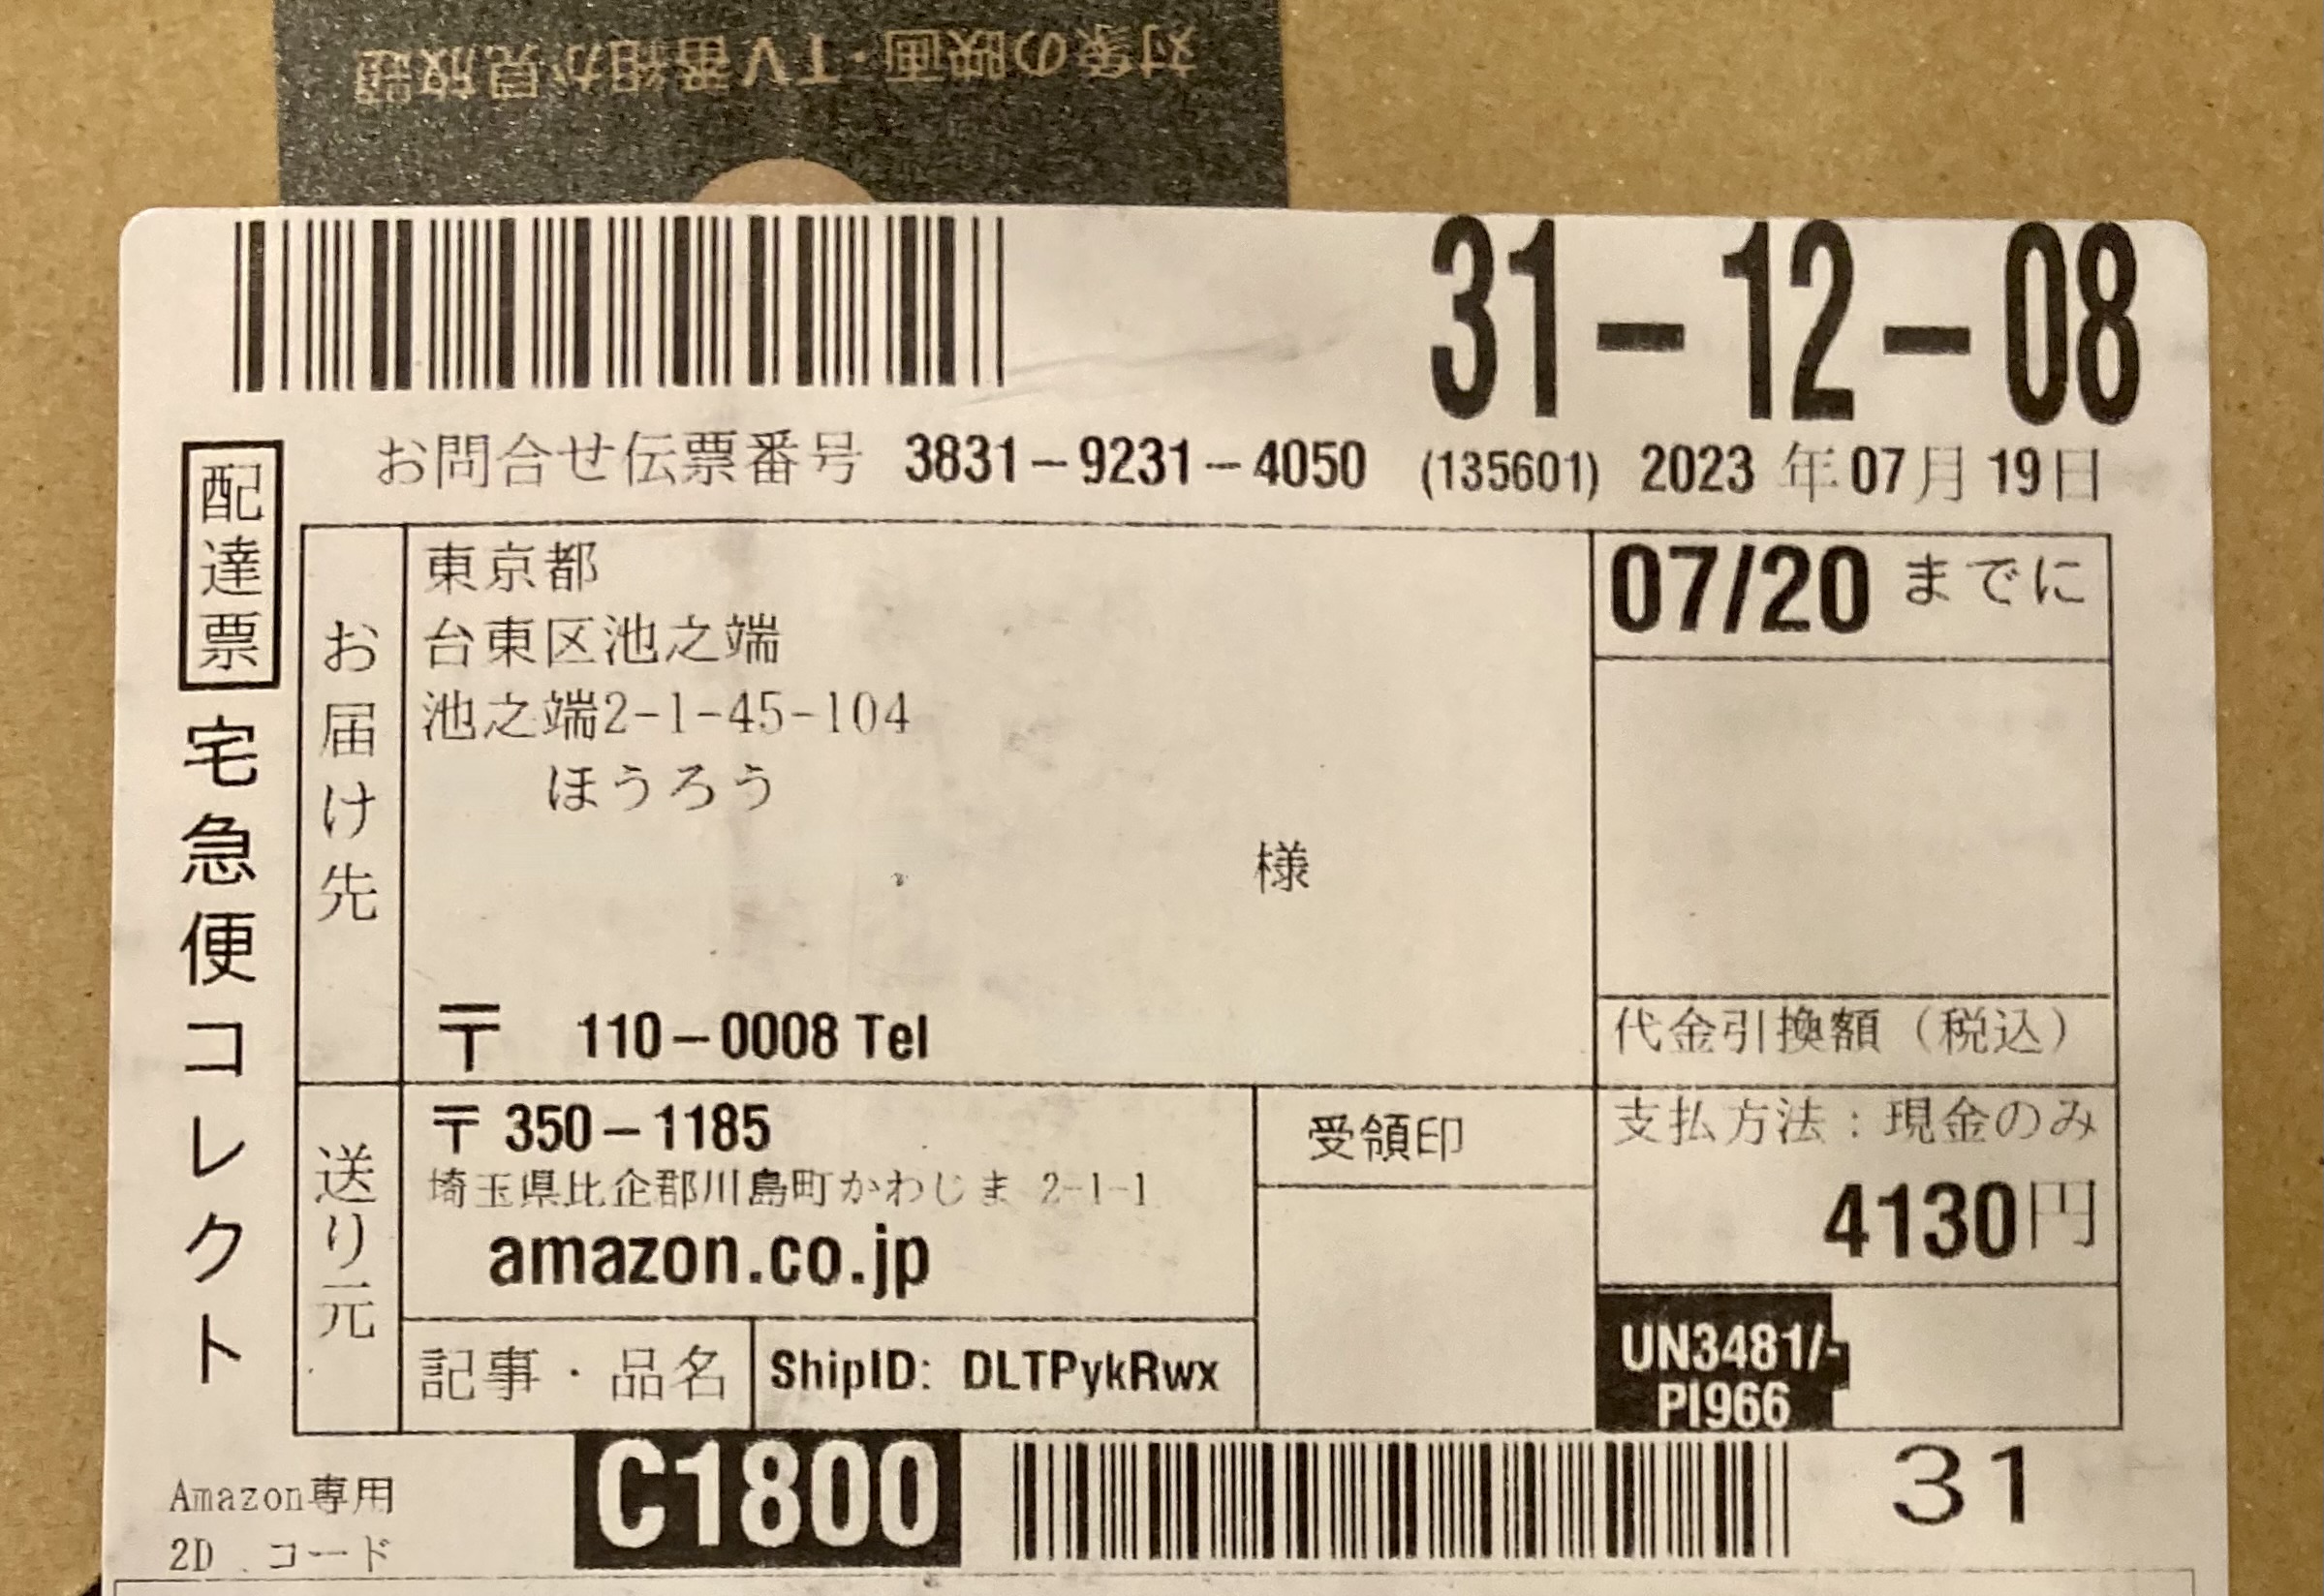 対象の映画・TV番組が見放題
31-12-08
お問合せ伝票番号 3831-9231-4050 (135601) 2023 年 07月 19日
配達票
宅急便コレクト
お届け先
東京都
台東区池之端
池之端2-1-45-104
ほうろう
様
〒 110-0008 Tel
07/20 までに
代金引換額（税込）
支払方法：現金のみ
4130円
送り元
〒 350-1185
埼玉県比企郡川島町かわじま 2-1-1
amazon.co.jp
受領印
記事・品名 ShipID: DLTPykRwx
UN3481/-
PI966
Amazon専用
2D コード
C1800
31